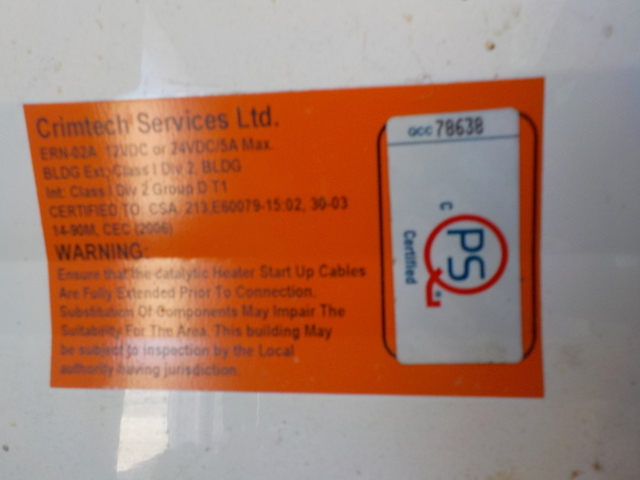 Crimtech Services Ltd.
ERN-02A 12VDC or 24VDC/5A Max.
BLDG Ext: Class I Div 2, BLDG
Int: Class I Div 2 Group D T1
CERTIFIED TO: CSA. 213,E60079-15:02, 30-03
14-90M, CEC (2006)
WARNING:
Ensure that the catalytic Heater Start Up Cables
Are Fully Extended Prior To Connection.
Substitution Of Components May Impair The
Suitability For The Area. This building May
be subject to inspection by the Local
authority having jurisdiction.
QCC 78638
c
QPS
Certified